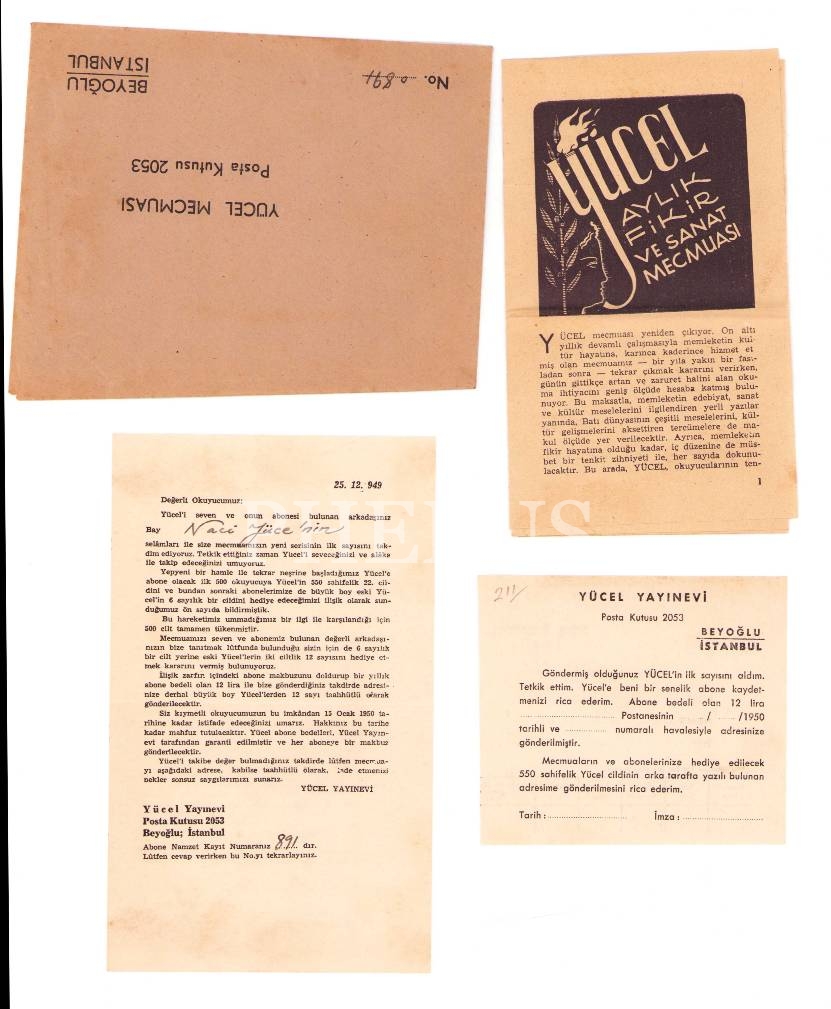 BEYOĞLU
İSTANBUL
No. 891
Posta Kutusu 2053
YÜCEL MECMUASI
YÜCEL
AYLIK
FİKİR
VE SANAT
MECMUASI
YÜCEL mecmuası yeniden çıkıyor. On altı
yıllık devamlı çalışmasıyla memleketin kül-
tür hayatına, karınca kaderince hizmet et
miş olan mecmuamız — bir yıla yakın bir fası-
ladan sonra — tekrar çıkmak kararını verirken,
günün gittikçe artan ve zaruret halini alan oku-
ma ihtiyacını geniş ölçüde hesaba katmış bulu-
nuyor. Bu maksatla, memleketin edebiyat, sanat
ve kültür meselelerini ilgilendiren yerli yazılar
yanında, Batı dünyasının çeşitli meselelerini, kül-
tür gelişmelerini aksettiren tercümelere de ma-
kul ölçüde yer verilecektir. Ayrıca, memleketin
fikir hayatına olduğu kadar, iç düzenine de müs-
bet bir tenkit zihniyeti ile, her sayıda dokunu-
lacaktır. Bu arada, YÜCEL, okuyucularının ten-
1
25. 12. 949
Değerli Okuyucumuz;
Yücel'i seven ve onun abonesi bulunan arkadaşınız
Bay Naci Yüce'nin
selâmları ile size mecmuamızın yeni serisinin ilk sayısını tak-
dim ediyoruz. Tetkik ettiğiniz zaman Yücel'i seveceğinizi ve alâka
ile takip edeceğinizi umuyoruz.
Yepyeni bir hamle ile tekrar neşrine başladığımız Yücel'e
abone olacak ilk 500 okuyucuya Yücel'in 550 sahifelik 22. cil-
dini ve bundan sonraki abonelerimize de büyük boy eski Yü-
cel'in 6 sayılık bir cildini hediye edeceğimizi ilişik olarak sun-
duğumuz ön sayıda bildirmiştik.
Bu hareketimiz ummadığımız bir ilgi ile karşılandığı için
500 cilt tamamen tükenmiştir.
Mecmuamızı seven ve abonemiz bulunan değerli arkadaşı-
nızın bize tanıtmak lûtfunda bulunduğu sizin için de 6 sayılık
bir cilt yerine eski Yücel'lerin iki ciltlik 12 sayısını hediye et-
mek kararını vermiş bulunuyoruz.
İlişik zarfın içindeki abone makbuzunu doldurup bir yıllık
abone bedeli olan 12 lira ile bize gönderdiğiniz takdirde adresi-
nize derhal büyük boy Yücel'lerden 12 sayı taahhütlü olarak
gönderilecektir.
Siz kıymetli okuyucumuzun bu imkândan 15 Ocak 1950 ta-
rihine kadar istifade edeceğinizi umarız. Hakkınız bu tarihe
kadar mahfuz tutulacaktır. Yücel abone bedelleri, Yücel Yayın-
evi tarafından garanti edilmiştir ve her aboneye bir makbuz
gönderilecektir.
Yücel'i takibe değer bulmadığınız takdirde lütfen mecmua-
yı aşağıdaki adrese, kabilse taahhütlü olarak, iade etmenizi
bekler sonsuz saygılarımızı sunarız.
YÜCEL YAYINEVİ
Yücel Yayınevi
Posta Kutusu 2053
Beyoğlu; İstanbul
Abone Namzet Kayıt Numaranız 891. dır.
Lütfen cevap verirken bu No.yı tekrarlayınız.
211/
YÜCEL YAYINEVİ
Posta Kutusu 2053
BEYOĞLU
İSTANBUL
Göndermiş olduğunuz YÜCEL'in ilk sayısını aldım.
Tetkik ettim. Yücel'e beni bir senelik abone kaydet-
menizi rica ederim. Abone bedeli olan 12 lira
.................... Postanesinin ...... / ...... /1950
tarihli ve ............ numaralı havalesiyle adresinize
gönderilmiştir.
Mecmuaların ve abonelerinize hediye edilecek
550 sahifelik Yücel cildinin arka tarafta yazılı bulunan
adresime gönderilmesini rica ederim.
Tarih : .................... İmza : ....................